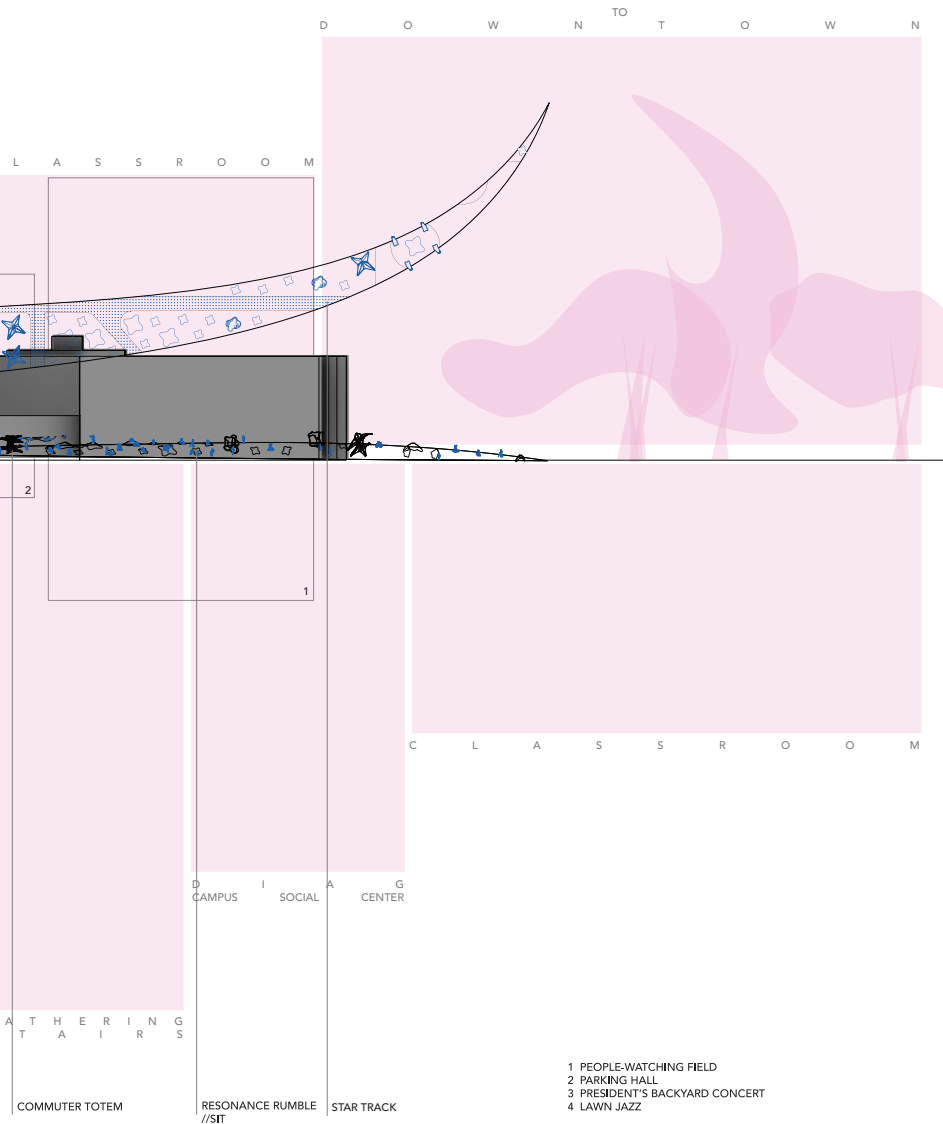 TO
D O W N T O W N
L A S S R O O M
2
1
C L A S S R O O M
D I A G
CAMPUS SOCIAL CENTER
A T H E R I N G
T A I R S
1 PEOPLE-WATCHING FIELD
2 PARKING HALL
3 PRESIDENT'S BACKYARD CONCERT
4 LAWN JAZZ
COMMUTER TOTEM
RESONANCE RUMBLE
//SIT
STAR TRACK